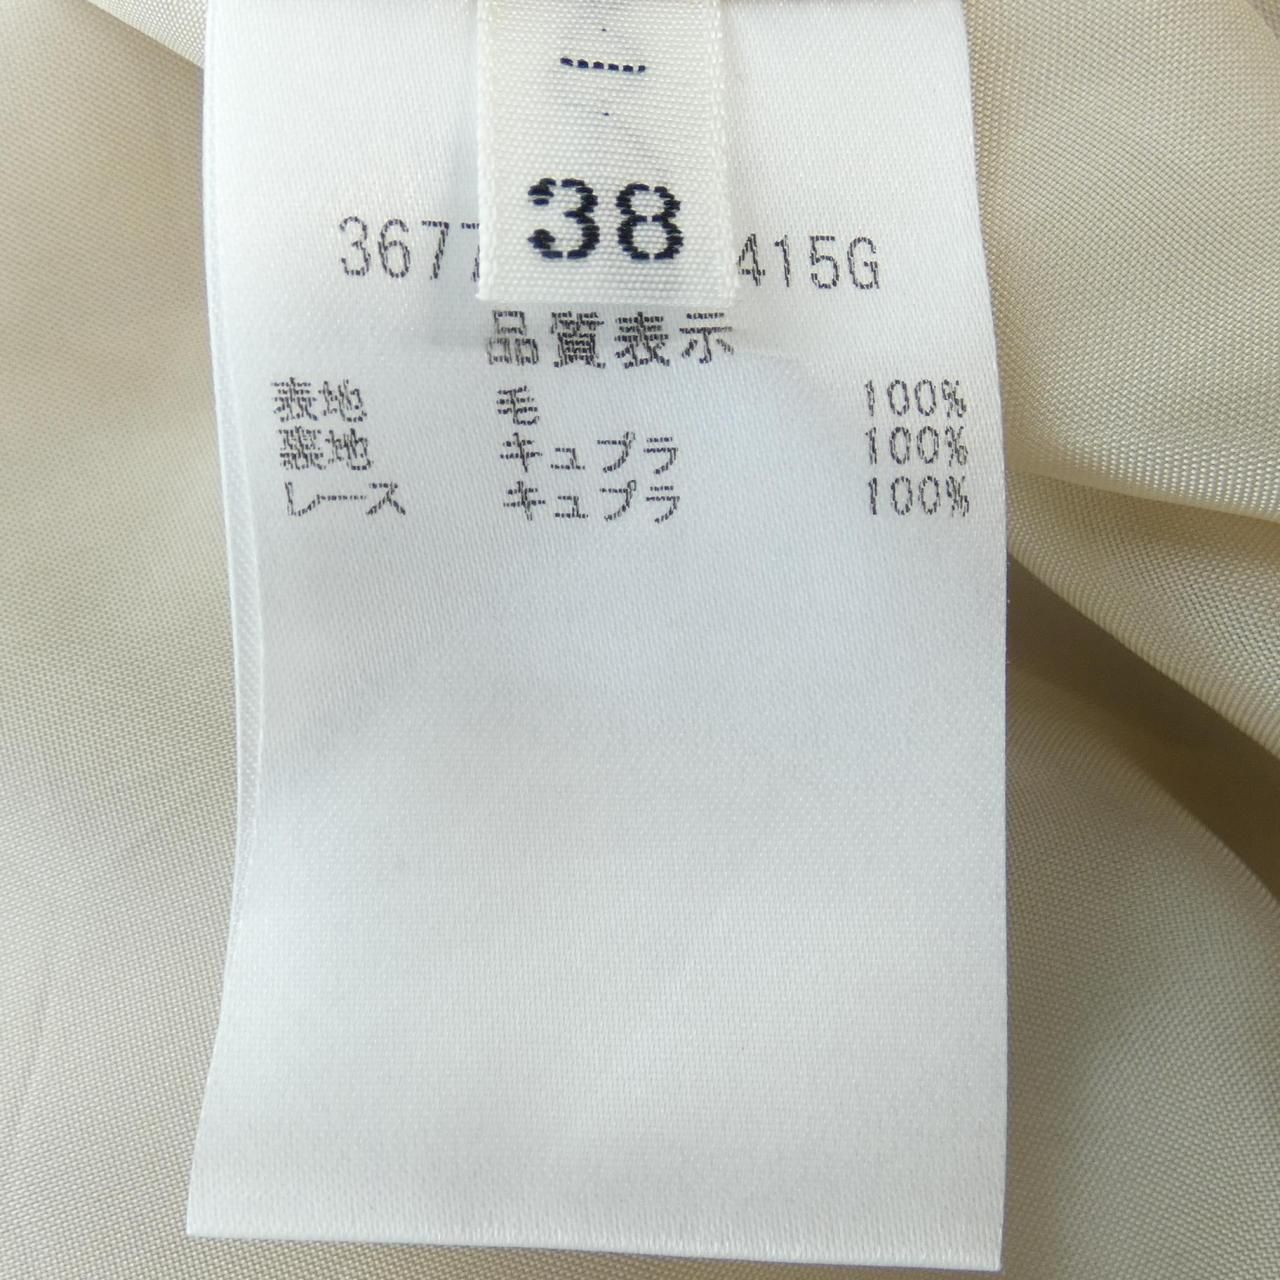 38
3677 415G
品質表示
表地 毛 100%
裏地 キュプラ 100%
レース キュプラ 100%